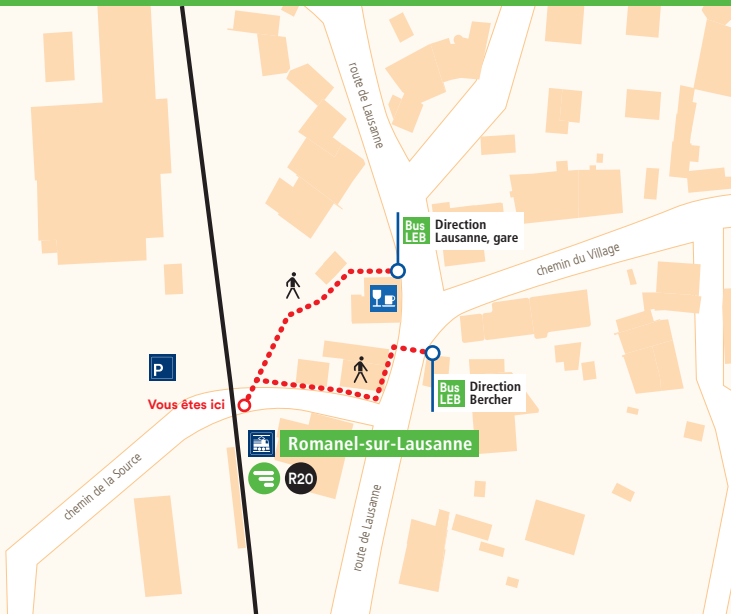 route de Lausanne
Bus
LEB
Direction
Lausanne, gare
chemin du Village
P
Bus
LEB
Direction
Bercher
Vous êtes ici
Romanel-sur-Lausanne
R20
chemin de la Source
route de Lausanne